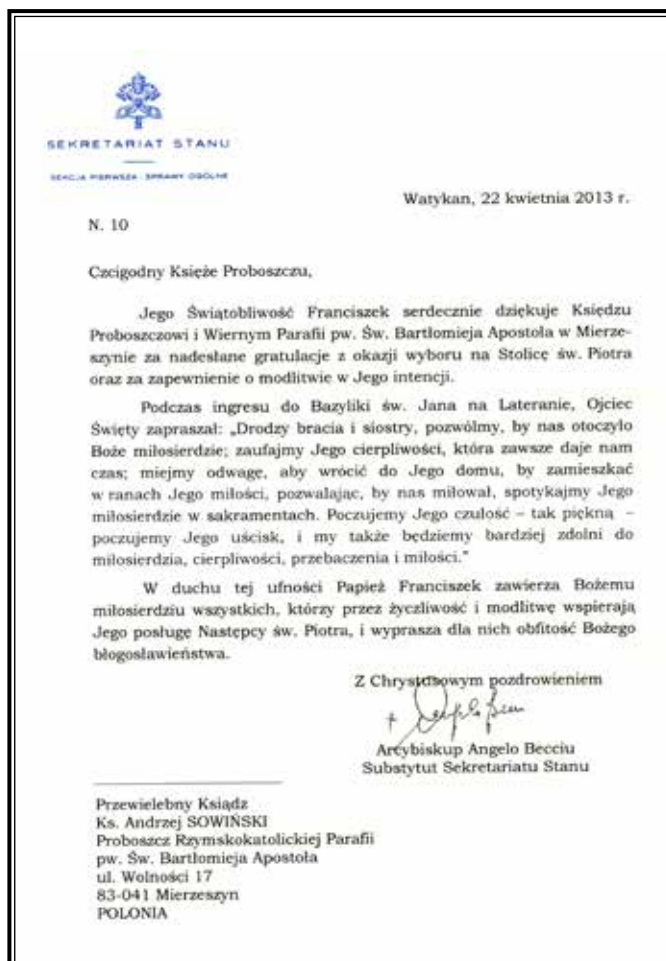 SEKRETARIAT STANU
SEKCJA PIERWSZA · SPRAWY OGÓLNE
Watykan, 22 kwietnia 2013 r.
N. 10
Czcigodny Księże Proboszczu,
Jego Świątobliwość Franciszek serdecznie dziękuje Księdzu
Proboszczowi i Wiernym Parafii pw. Św. Bartłomieja Apostoła w Mierze-
szynie za nadesłane gratulacje z okazji wyboru na Stolicę św. Piotra
oraz za zapewnienie o modlitwie w Jego intencji.
Podczas ingresu do Bazyliki św. Jana na Lateranie, Ojciec
Święty zapraszał: „Drodzy bracia i siostry, pozwólmy, by nas otoczyło
Boże miłosierdzie; zaufajmy Jego cierpliwości, która zawsze daje nam
czas; miejmy odwagę, aby wrócić do Jego domu, by zamieszkać
w ranach Jego miłości, pozwalając, by nas miłował, spotykajmy Jego
miłosierdzie w sakramentach. Poczujemy Jego czułość – tak piękną –
poczujemy Jego uścisk, i my także będziemy bardziej zdolni do
miłosierdzia, cierpliwości, przebaczenia i miłości."
W duchu tej ufności Papież Franciszek zawierza Bożemu
miłosierdziu wszystkich, którzy przez życzliwość i modlitwę wspierają
Jego posługę Następcy św. Piotra, i wyprasza dla nich obfitość Bożego
błogosławieństwa.
Z Chrystusowym pozdrowieniem
Arcybiskup Angelo Becciu
Substytut Sekretariatu Stanu
Przewielebny Ksiądz
Ks. Andrzej SOWIŃSKI
Proboszcz Rzymskokatolickiej Parafii
pw. Św. Bartłomieja Apostoła
ul. Wolności 17
83-041 Mierzeszyn
POLONIA